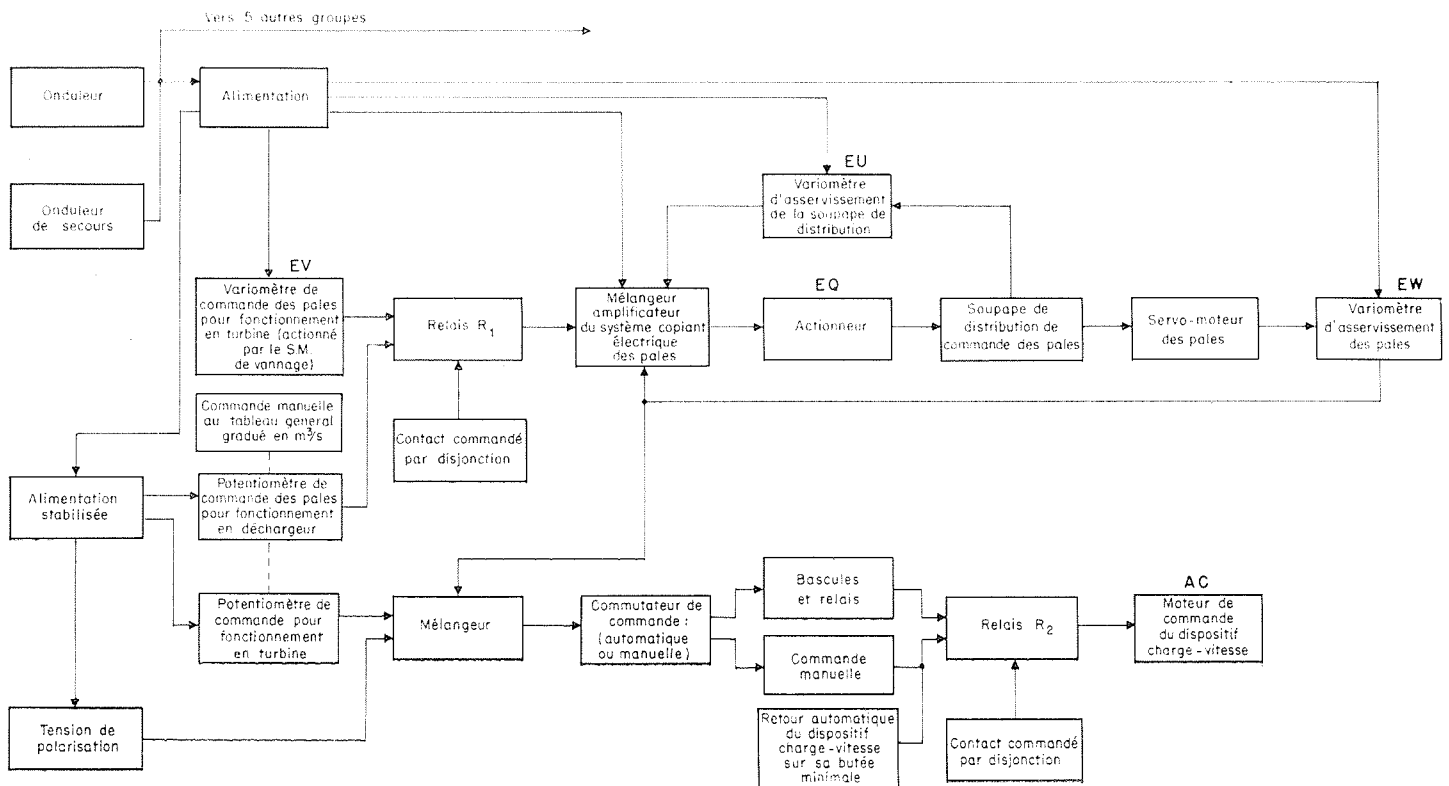 Vers 5 autres groupes
Onduleur
Alimentation
Onduleur
de secours
EU
Variomètre
d'asservissement
de la soupape de
distribution
EV
Variomètre de
commande des pales
pour fonctionnement
en turbine (actionné
par le S.M.
de vannage)
Relais R1
Mélangeur
amplificateur
du système copiant
électrique
des pales
EQ
Actionneur
Soupape
de
distribution de
commande des pales
Servo-moteur
des pales
EW
Variomètre
d'asservissement
des pales
Commande manuelle
au tableau general
gradué en m³/s
Contact commandé
par disjonction
Alimentation
stabilisée
Potentiomètre de
commande des pales
pour fonctionnement
en déchargeur
Potentiomètre de
commande pour
fonctionnement
en turbine
Mélangeur
Commutateur de
commande :
(automatique
ou manuelle)
Bascules
et relais
Commande
manuelle
Relais R2
AC
Moteur de
commande
du dispositif
charge-vitesse
Tension de
polarisation
Retour automatique
du dispositif
charge-vitesse
sur sa butée
minimale
Contact commandé
par disjonction